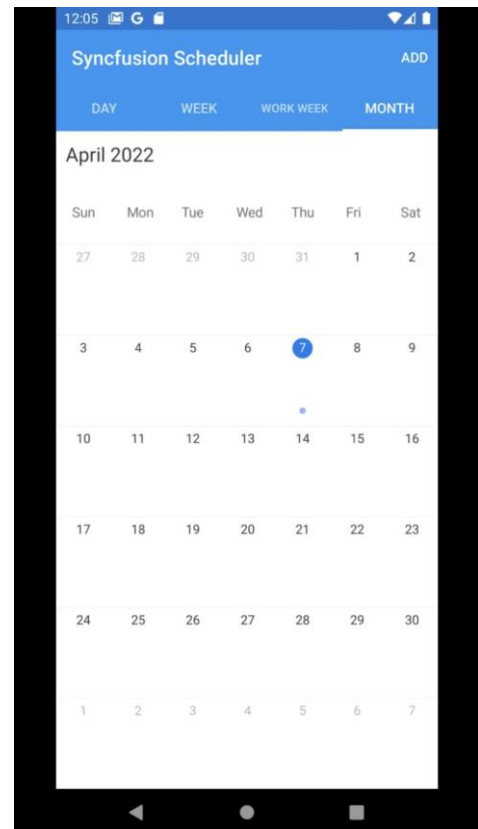 12:05 G
Syncfusion Scheduler ADD
DAY WEEK WORK WEEK MONTH
April 2022
Sun Mon Tue Wed Thu Fri Sat
27 28 29 30 31 1 2
3 4 5 6 7 8 9
10 11 12 13 14 15 16
17 18 19 20 21 22 23
24 25 26 27 28 29 30
1 2 3 4 5 6 7